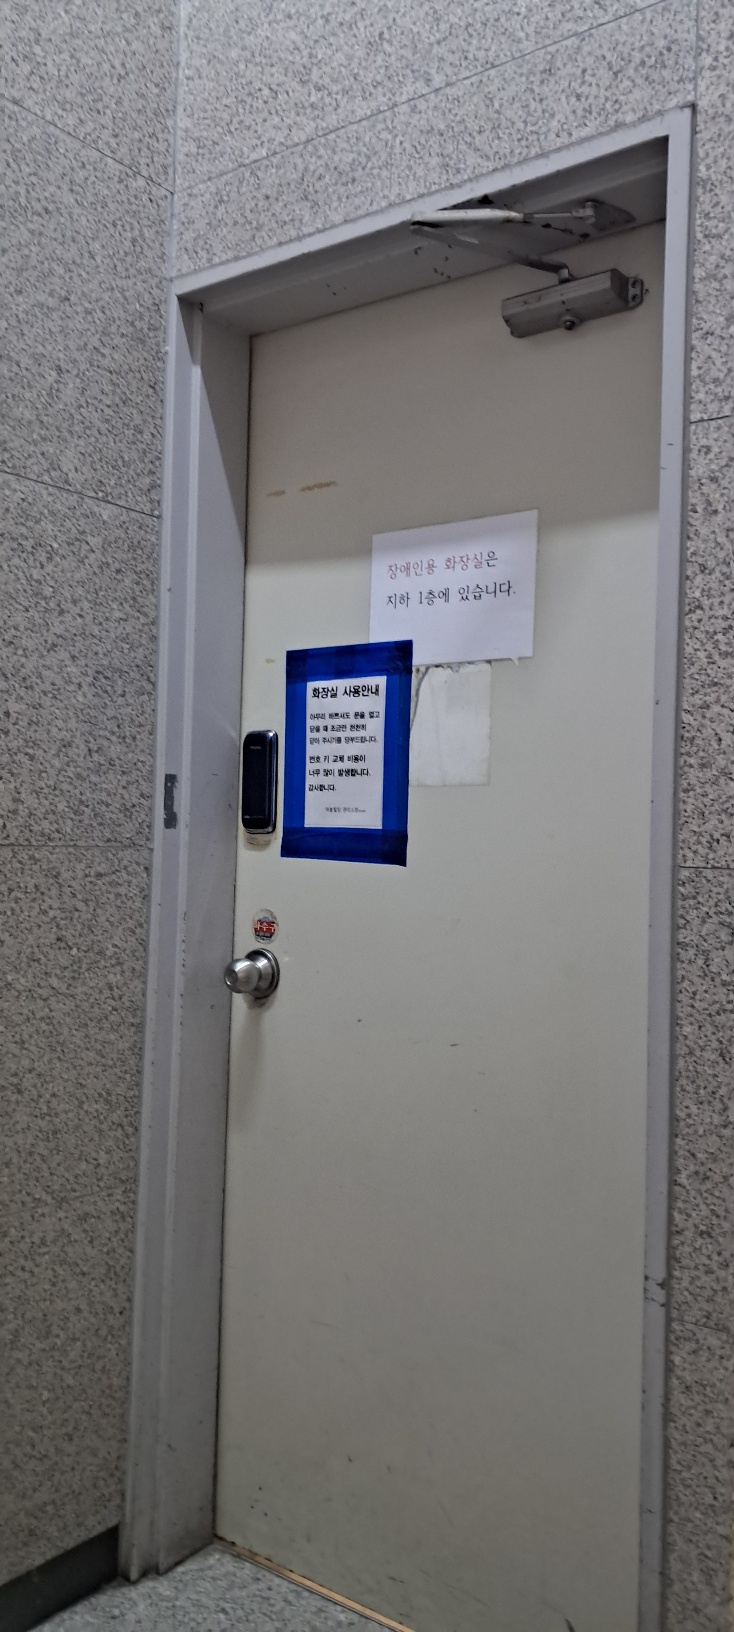 장애인용 화장실은
지하 1층에 있습니다.
화장실 사용안내
아무리 바쁘셔도 문을 열고
닫을 때 조금만 천천히
닫아 주시기를 당부드립니다.
번호 키 교체 비용이
너무 많이 발생합니다.
감사합니다.